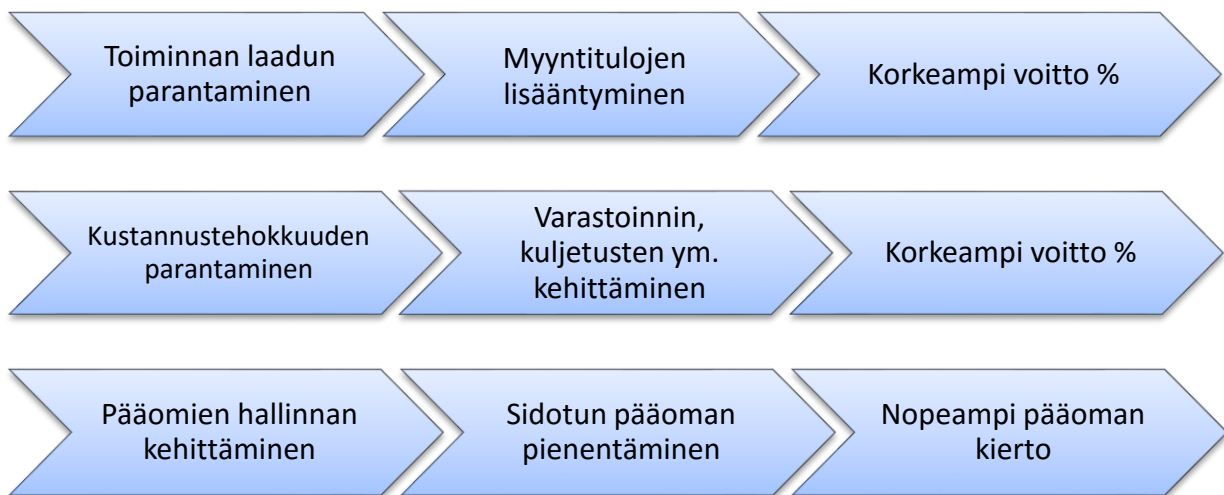 Toiminnan laadun
parantaminen
Myyntitulojen
lisääntyminen
Korkeampi voitto %
Kustannustehokkuuden
parantaminen
Varastoinnin,
kuljetusten ym.
kehittäminen
Korkeampi voitto %
Pääomien hallinnan
kehittäminen
Sidotun pääoman
pienentäminen
Nopeampi pääoman
kierto